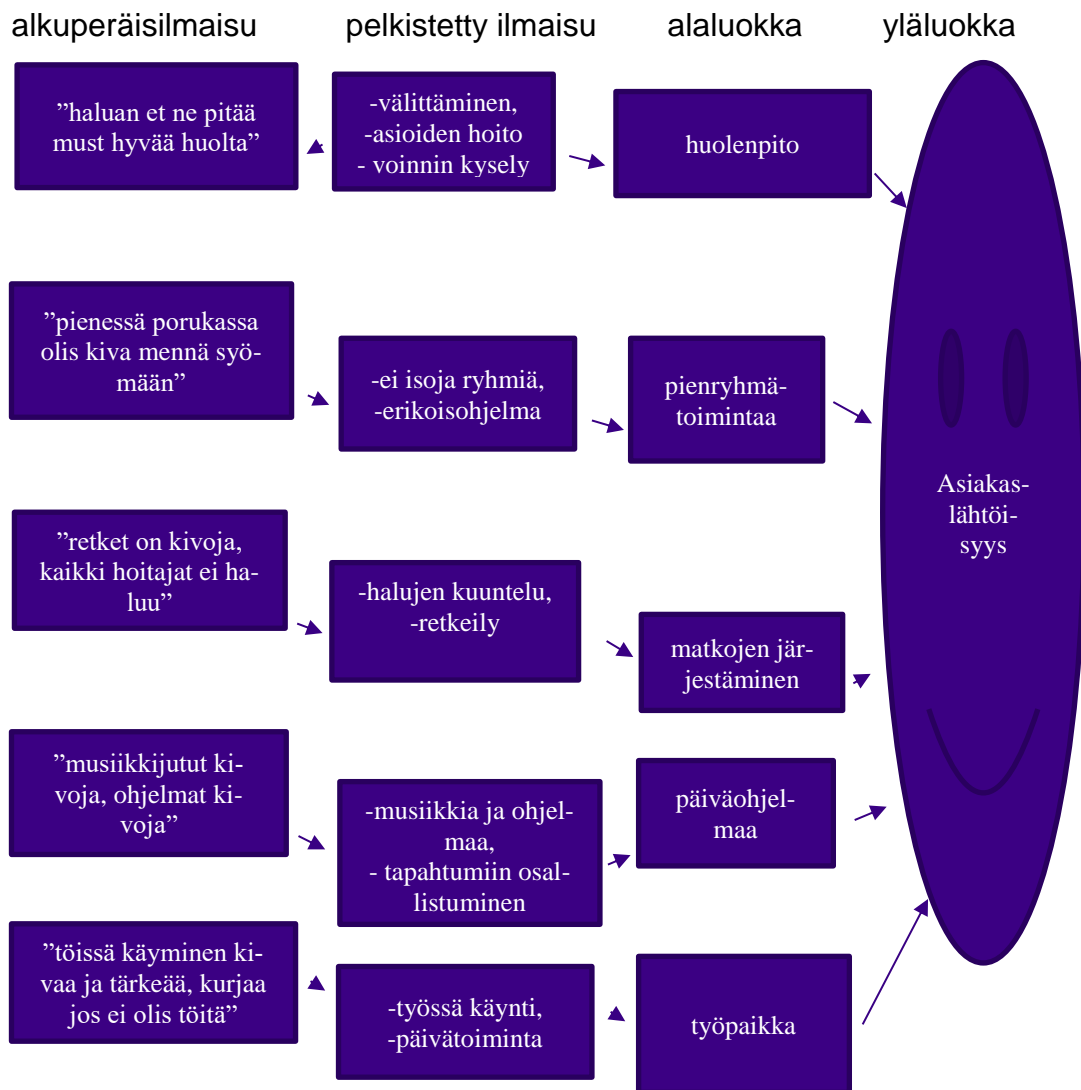 alkuperäisilmaisu pelkistetty ilmaisu alaluokka yläluokka
”haluan et ne pitää
must hyvää huolta”
-välittäminen,
-asioiden hoito
- voinnin kysely
huolenpito
”pienessä porukassa
olis kiva mennä syö-
mään”
-ei isoja ryhmiä,
-erikoisohjelma
pienryhmä-
toimintaa
”retket on kivoja,
kaikki hoitajat ei ha-
luu”
-halujen kuuntelu,
-retkeily
matkojen jär-
jestäminen
”musiikkijutut ki-
voja, ohjelmat ki-
voja”
-musiikkia ja ohjel-
maa,
- tapahtumiin osal-
listuminen
päiväohjel-
maa
”töissä käyminen ki-
vaa ja tärkeää, kurjaa
jos ei olis töitä”
-työssä käynti,
-päivätoiminta
työpaikka
Asiakas-
lähtöi-
syys